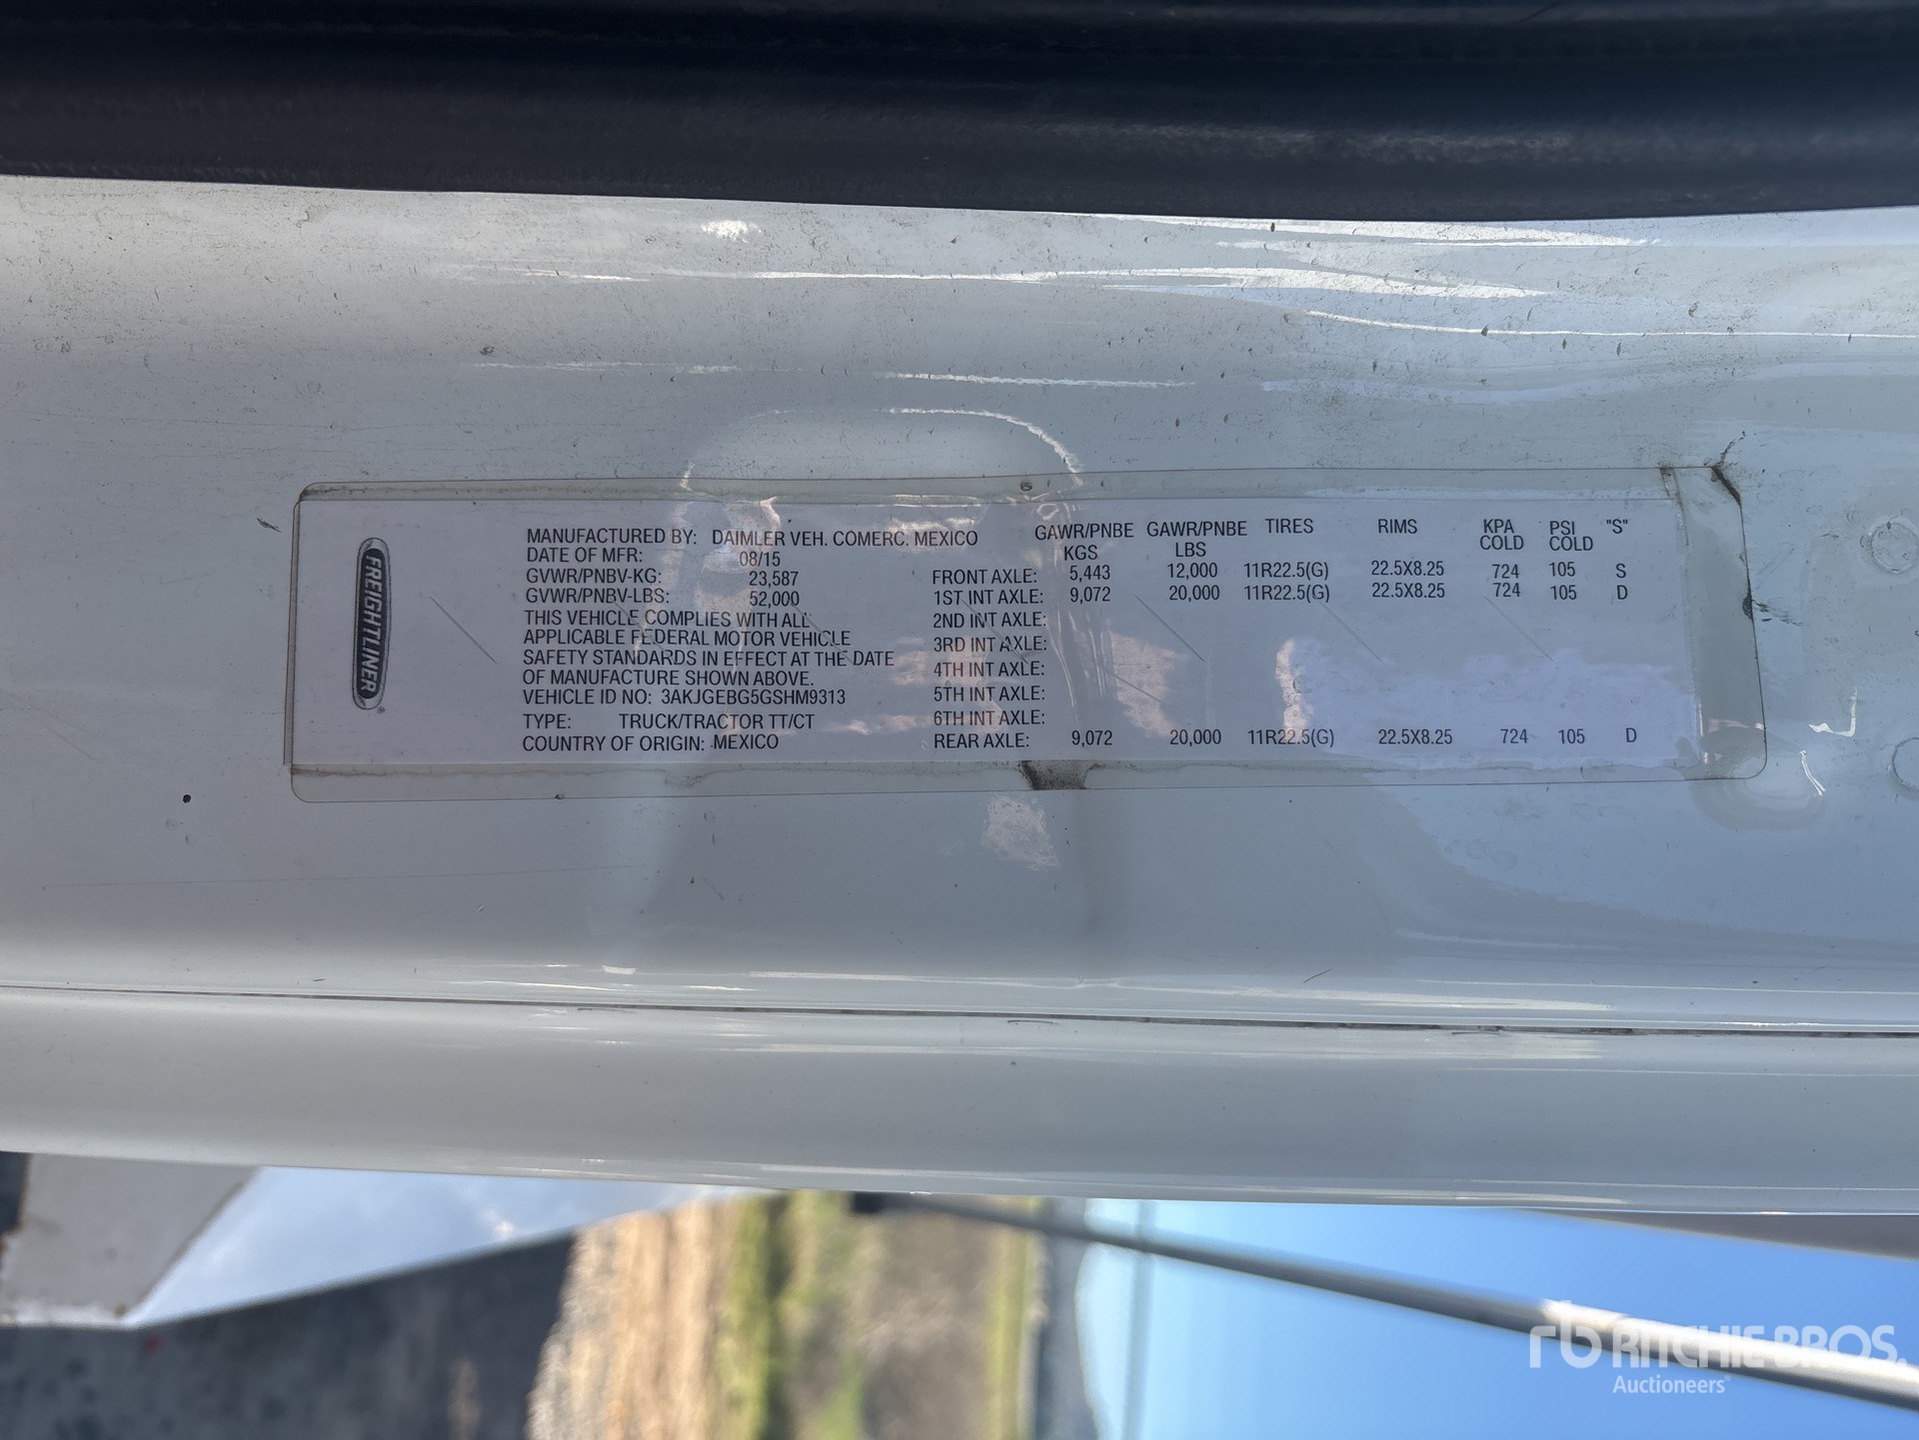 FREIGHTLINER
MANUFACTURED BY: DAIMLER VEH. COMERC. MEXICO
DATE OF MFR: 08/15
GVWR/PNBV-KG: 23,587
GVWR/PNBV-LBS: 52,000
THIS VEHICLE COMPLIES WITH ALL
APPLICABLE FEDERAL MOTOR VEHICLE
SAFETY STANDARDS IN EFFECT AT THE DATE
OF MANUFACTURE SHOWN ABOVE.
VEHICLE ID NO: 3AKJGEBG5GSHM9313
TYPE: TRUCK/TRACTOR TT/CT
COUNTRY OF ORIGIN: MEXICO
GAWR/PNBE GAWR/PNBE TIRES RIMS KPA PSI "S"
KGS LBS COLD COLD
FRONT AXLE: 5,443 12,000 11R22.5(G) 22.5X8.25 724 105 S
1ST INT AXLE: 9,072 20,000 11R22.5(G) 22.5X8.25 724 105 D
2ND INT AXLE:
3RD INT AXLE:
4TH INT AXLE:
5TH INT AXLE:
6TH INT AXLE:
REAR AXLE: 9,072 20,000 11R22.5(G) 22.5X8.25 724 105 D
rb RITCHIE BROS.
Auctioneers